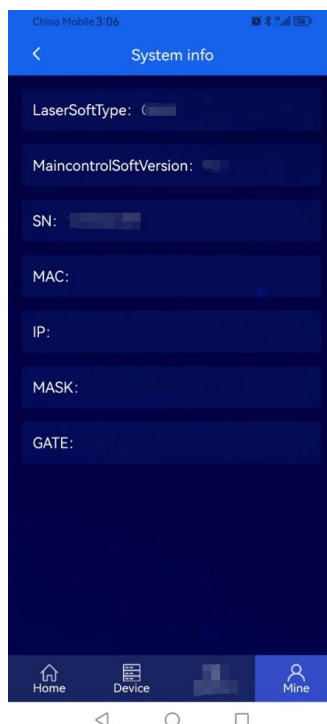 China Mobile 3:06
System info
LaserSoftType:
MaincontrolSoftVersion:
SN:
MAC:
IP:
MASK:
GATE:
Home
Device
Mine